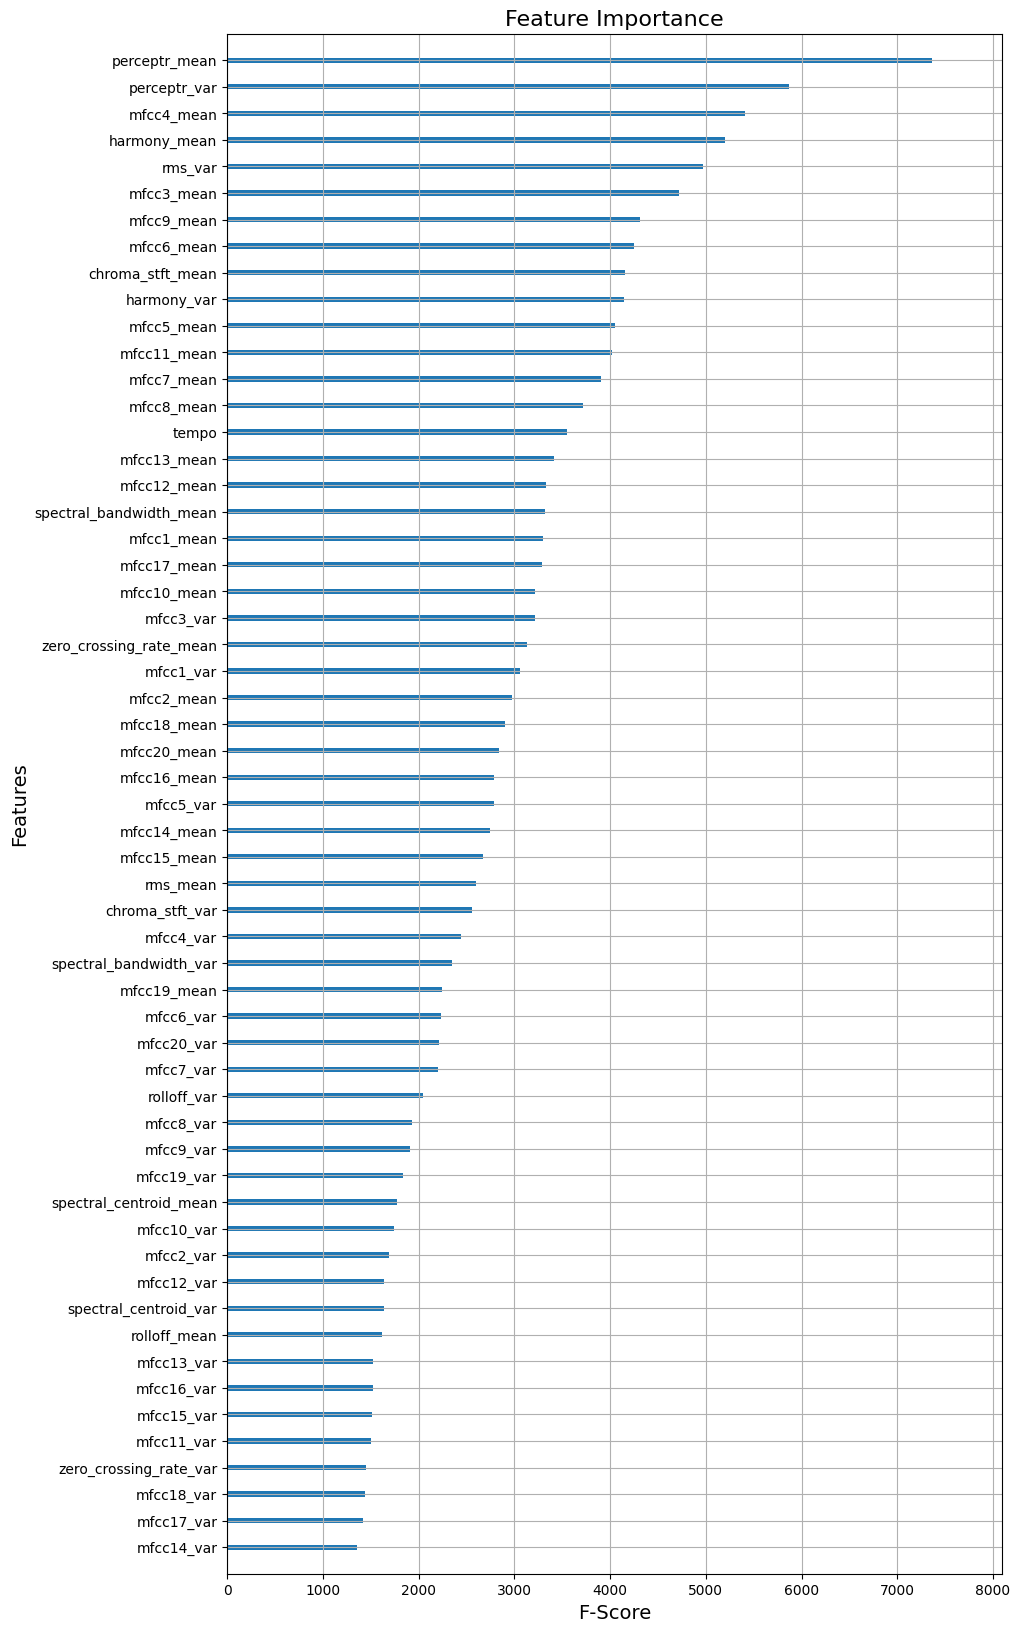 Feature Importance
perceptr_mean
perceptr_var
mfcc4_mean
harmony_mean
rms_var
mfcc3_mean
mfcc9_mean
mfcc6_mean
chroma_stft_mean
harmony_var
mfcc5_mean
mfcc11_mean
mfcc7_mean
mfcc8_mean
tempo
mfcc13_mean
mfcc12_mean
spectral_bandwidth_mean
mfcc1_mean
mfcc17_mean
mfcc10_mean
mfcc3_var
zero_crossing_rate_mean
mfcc1_var
mfcc2_mean
mfcc18_mean
mfcc20_mean
mfcc16_mean
mfcc5_var
mfcc14_mean
mfcc15_mean
rms_mean
chroma_stft_var
mfcc4_var
spectral_bandwidth_var
mfcc19_mean
mfcc6_var
mfcc20_var
mfcc7_var
rolloff_var
mfcc8_var
mfcc9_var
mfcc19_var
spectral_centroid_mean
mfcc10_var
mfcc2_var
mfcc12_var
spectral_centroid_var
rolloff_mean
mfcc13_var
mfcc16_var
mfcc15_var
mfcc11_var
zero_crossing_rate_var
mfcc18_var
mfcc17_var
mfcc14_var
Features
0 1000 2000 3000 4000 5000 6000 7000 8000
F-Score